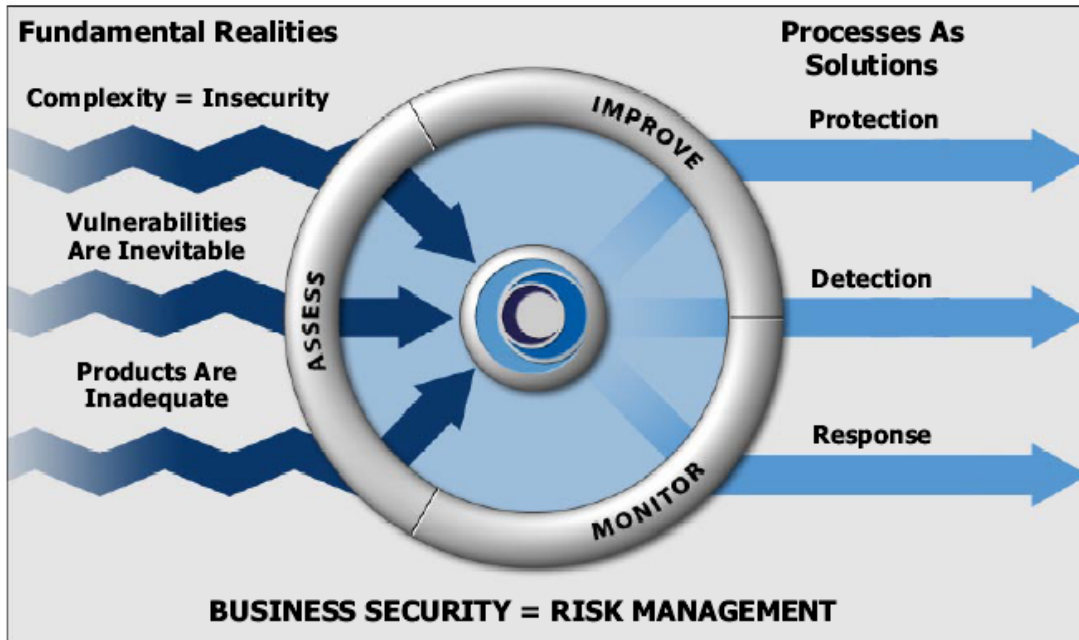 Fundamental Realities
Complexity = Insecurity
Vulnerabilities
Are Inevitable
Products Are
Inadequate
ASSESS
IMPROVE
MONITOR
Processes As
Solutions
Protection
Detection
Response
BUSINESS SECURITY = RISK MANAGEMENT